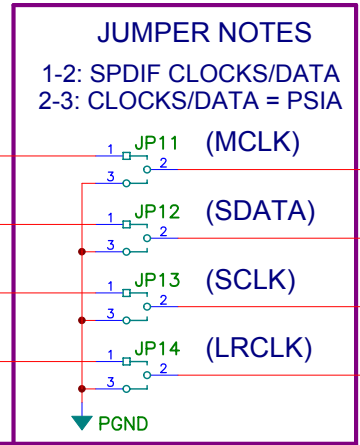 JUMPER NOTES
1-2: SPDIF CLOCKS/DATA
2-3: CLOCKS/DATA = PSIA
1 JP11 2 (MCLK)
3
1 JP12 2 (SDATA)
3
1 JP13 2 (SCLK)
3
1 JP14 2 (LRCLK)
3
PGND